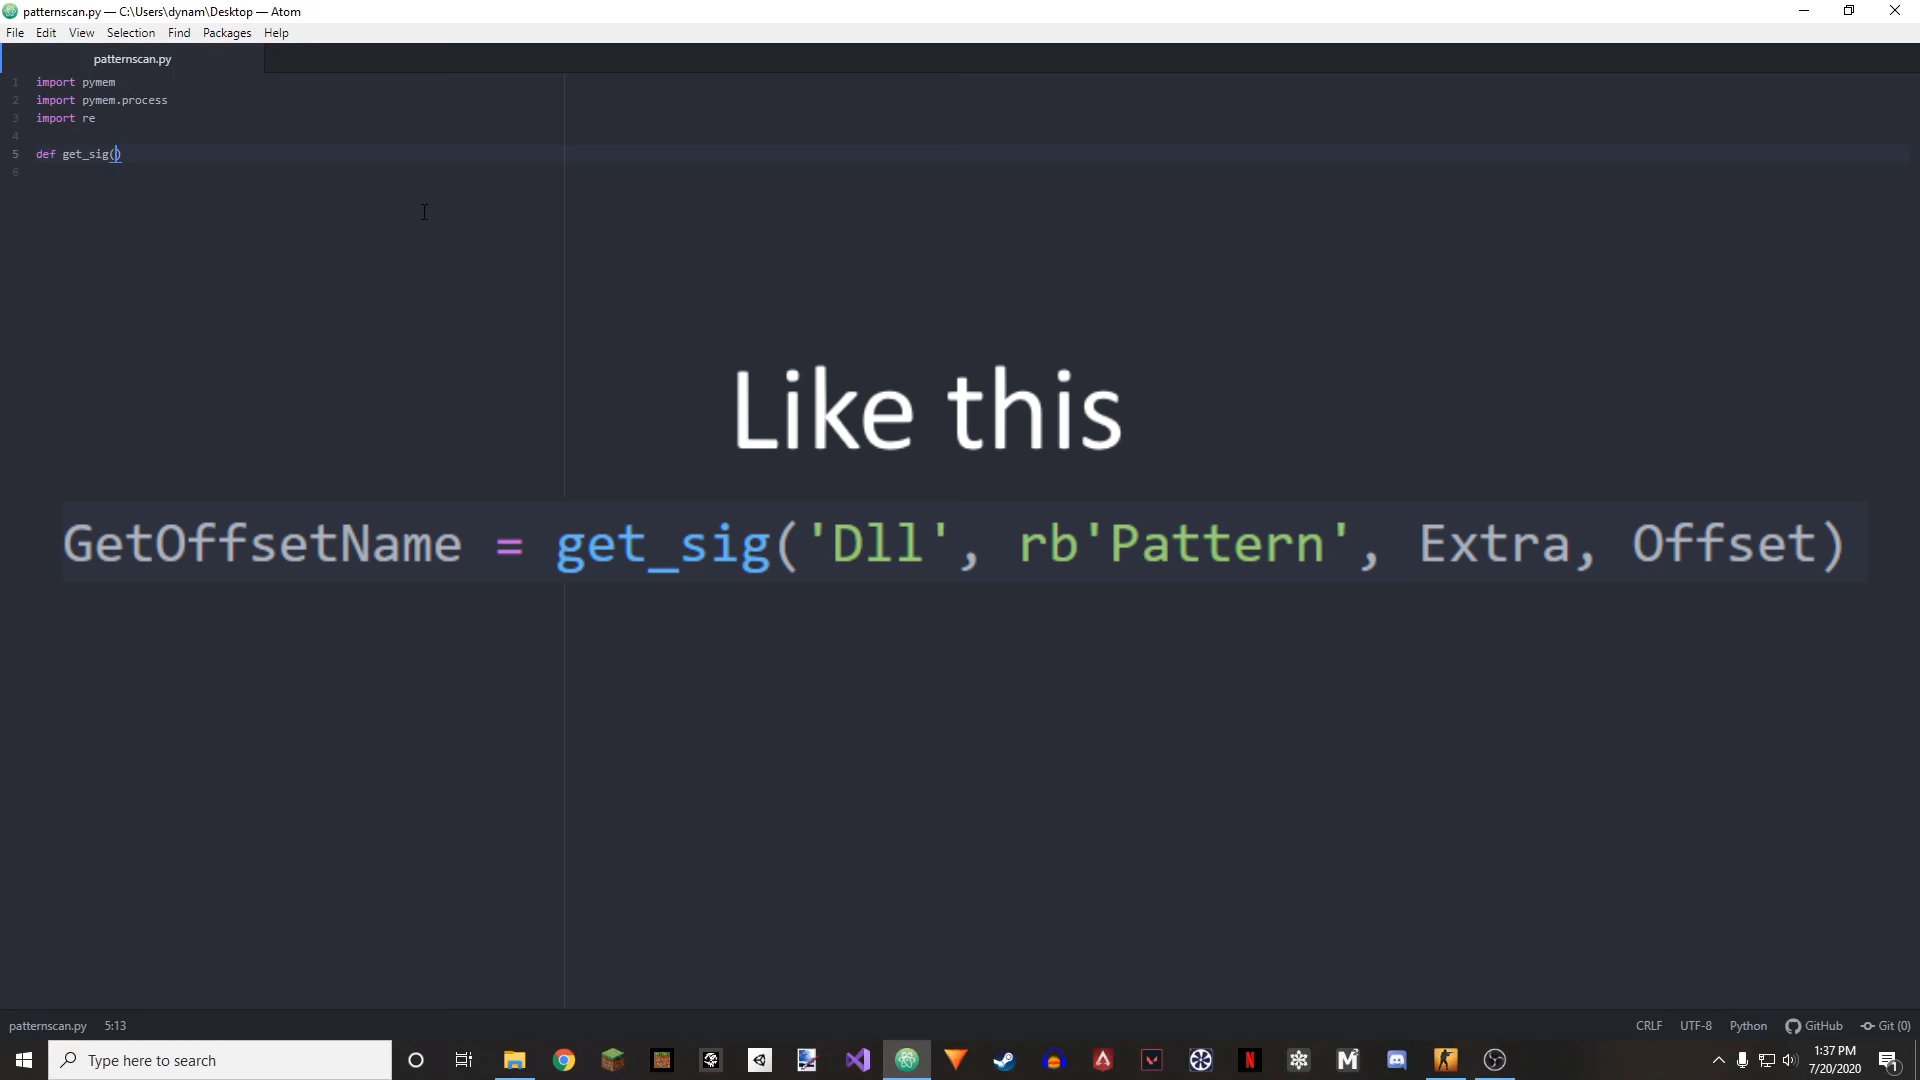 patternscan.py — C:\Users\dynam\Desktop — Atom
File Edit View Selection Find Packages Help
patternscan.py
1 import pymem
2 import pymem.process
3 import re
4
5 def get_sig()
6
Like this
GetOffsetName = get_sig('Dll', rb'Pattern', Extra, Offset)
patternscan.py 5:13 CRLF UTF-8 Python GitHub Git (0)
Type here to search
1:37 PM
7/20/2020
1